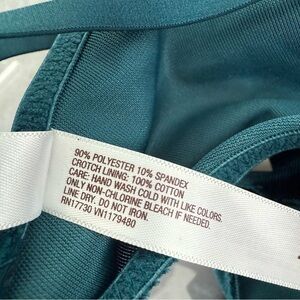 90% POLYESTER 10% SPANDEX
CROTCH LINING: 100% COTTON
CARE: HAND WASH COLD WITH LIKE COLORS.
ONLY NON-CHLORINE BLEACH IF NEEDED.
LINE DRY. DO NOT IRON.
RN17730 VN1179480